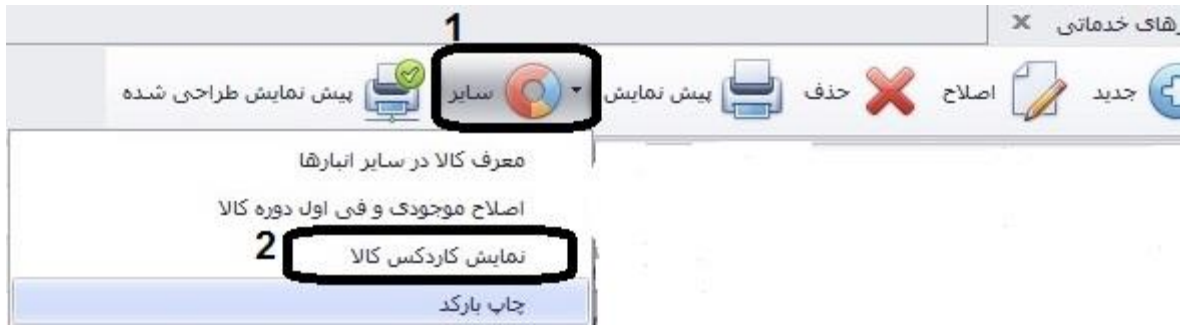 1
رهای خدماتی ×
جدید اصلاح حذف پیش نمایش سایر پیش نمایش طراحی شده
معرف کالا در سایر انبارها
اصلاح موجودی و فی اول دوره کالا
2 نمایش کاردکس کالا
چاپ بارکد